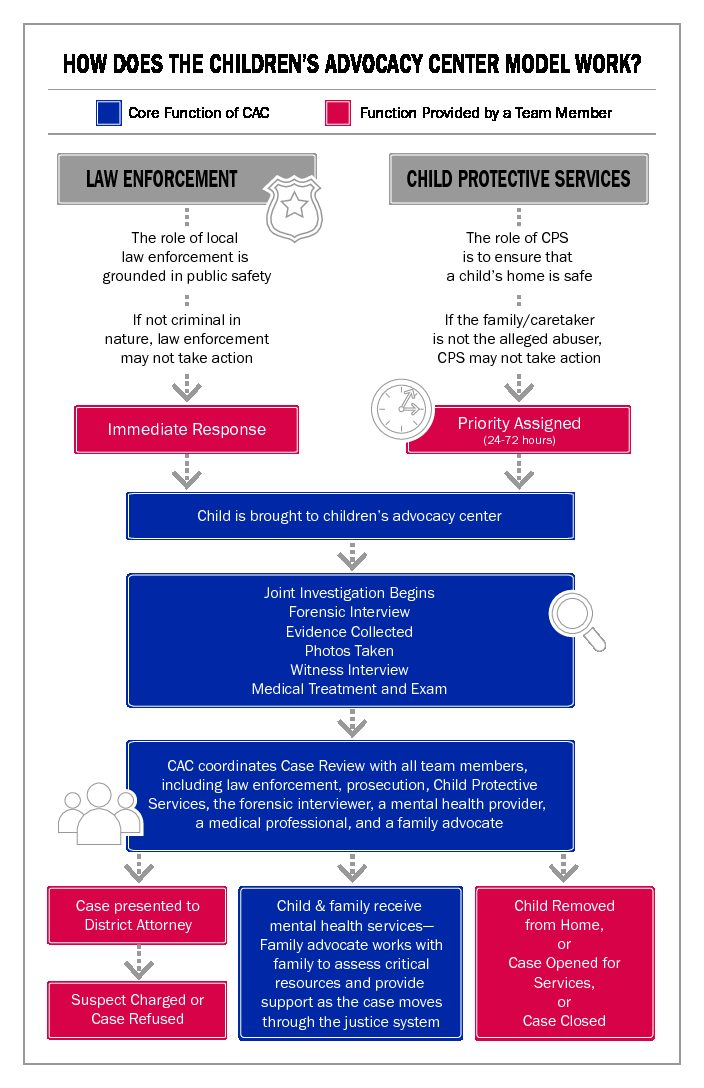 HOW DOES THE CHILDREN'S ADVOCACY CENTER MODEL WORK?
Core Function of CAC
Function Provided by a Team Member
LAW ENFORCEMENT
The role of local
law enforcement is
grounded in public safety
If not criminal in
nature, law enforcement
may not take action
Immediate Response
CHILD PROTECTIVE SERVICES
The role of CPS
is to ensure that
a child's home is safe
If the family/caretaker
is not the alleged abuser,
CPS may not take action
Priority Assigned
(24-72 hours)
Child is brought to children's advocacy center
Joint Investigation Begins
Forensic Interview
Evidence Collected
Photos Taken
Witness Interview
Medical Treatment and Exam
CAC coordinates Case Review with all team members,
including law enforcement, prosecution, Child Protective
Services, the forensic interviewer, a mental health provider,
a medical professional, and a family advocate
Case presented to
District Attorney
Suspect Charged or
Case Refused
Child & family receive
mental health services—
Family advocate works with
family to assess critical
resources and provide
support as the case moves
through the justice system
Child Removed
from Home,
or
Case Opened for
Services,
or
Case Closed